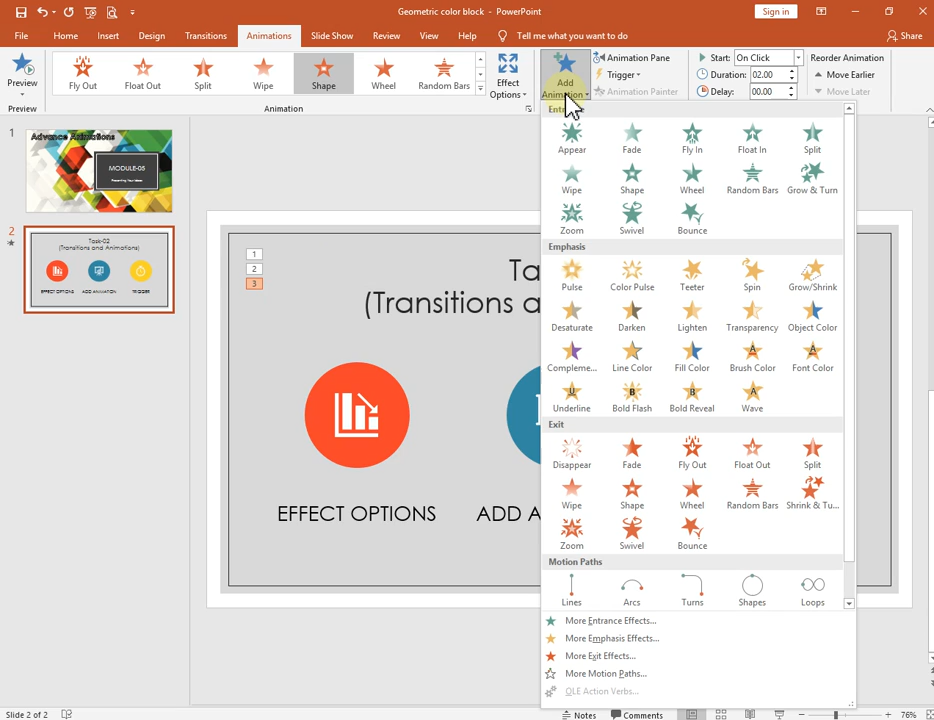 Geometric color block - PowerPoint
Sign in
File Home Insert Design Transitions Animations Slide Show Review View Help Tell me what you want to do Share
Preview
Fly Out Float Out Split Wipe Shape Wheel Random Bars
Effect Options
Add Animation
Animation Pane
Trigger
Animation Painter
Start: On Click
Duration: 02.00
Delay: 00.00
Reorder Animation
Move Earlier
Move Later
Preview Animation
1
Advance Animations
MODULE-05
2
Task-02
(Transitions and Animations)
EFFECT OPTIONS ADD ANIMATION TRIGGER
1
2
3
Ta
(Transitions a
EFFECT OPTIONS ADD A
Appear Fade Fly In Float In Split
Wipe Shape Wheel Random Bars Grow & Turn
Zoom Swivel Bounce
Emphasis
Pulse Color Pulse Teeter Spin Grow/Shrink
Desaturate Darken Lighten Transparency Object Color
Compleme... Line Color Fill Color Brush Color Font Color
Underline Bold Flash Bold Reveal Wave
Exit
Disappear Fade Fly Out Float Out Split
Wipe Shape Wheel Random Bars Shrink & Tu...
Zoom Swivel Bounce
Motion Paths
Lines Arcs Turns Shapes Loops
More Entrance Effects...
More Emphasis Effects...
More Exit Effects...
More Motion Paths...
OLE Action Verbs...
Slide 2 of 2
Notes Comments
76%